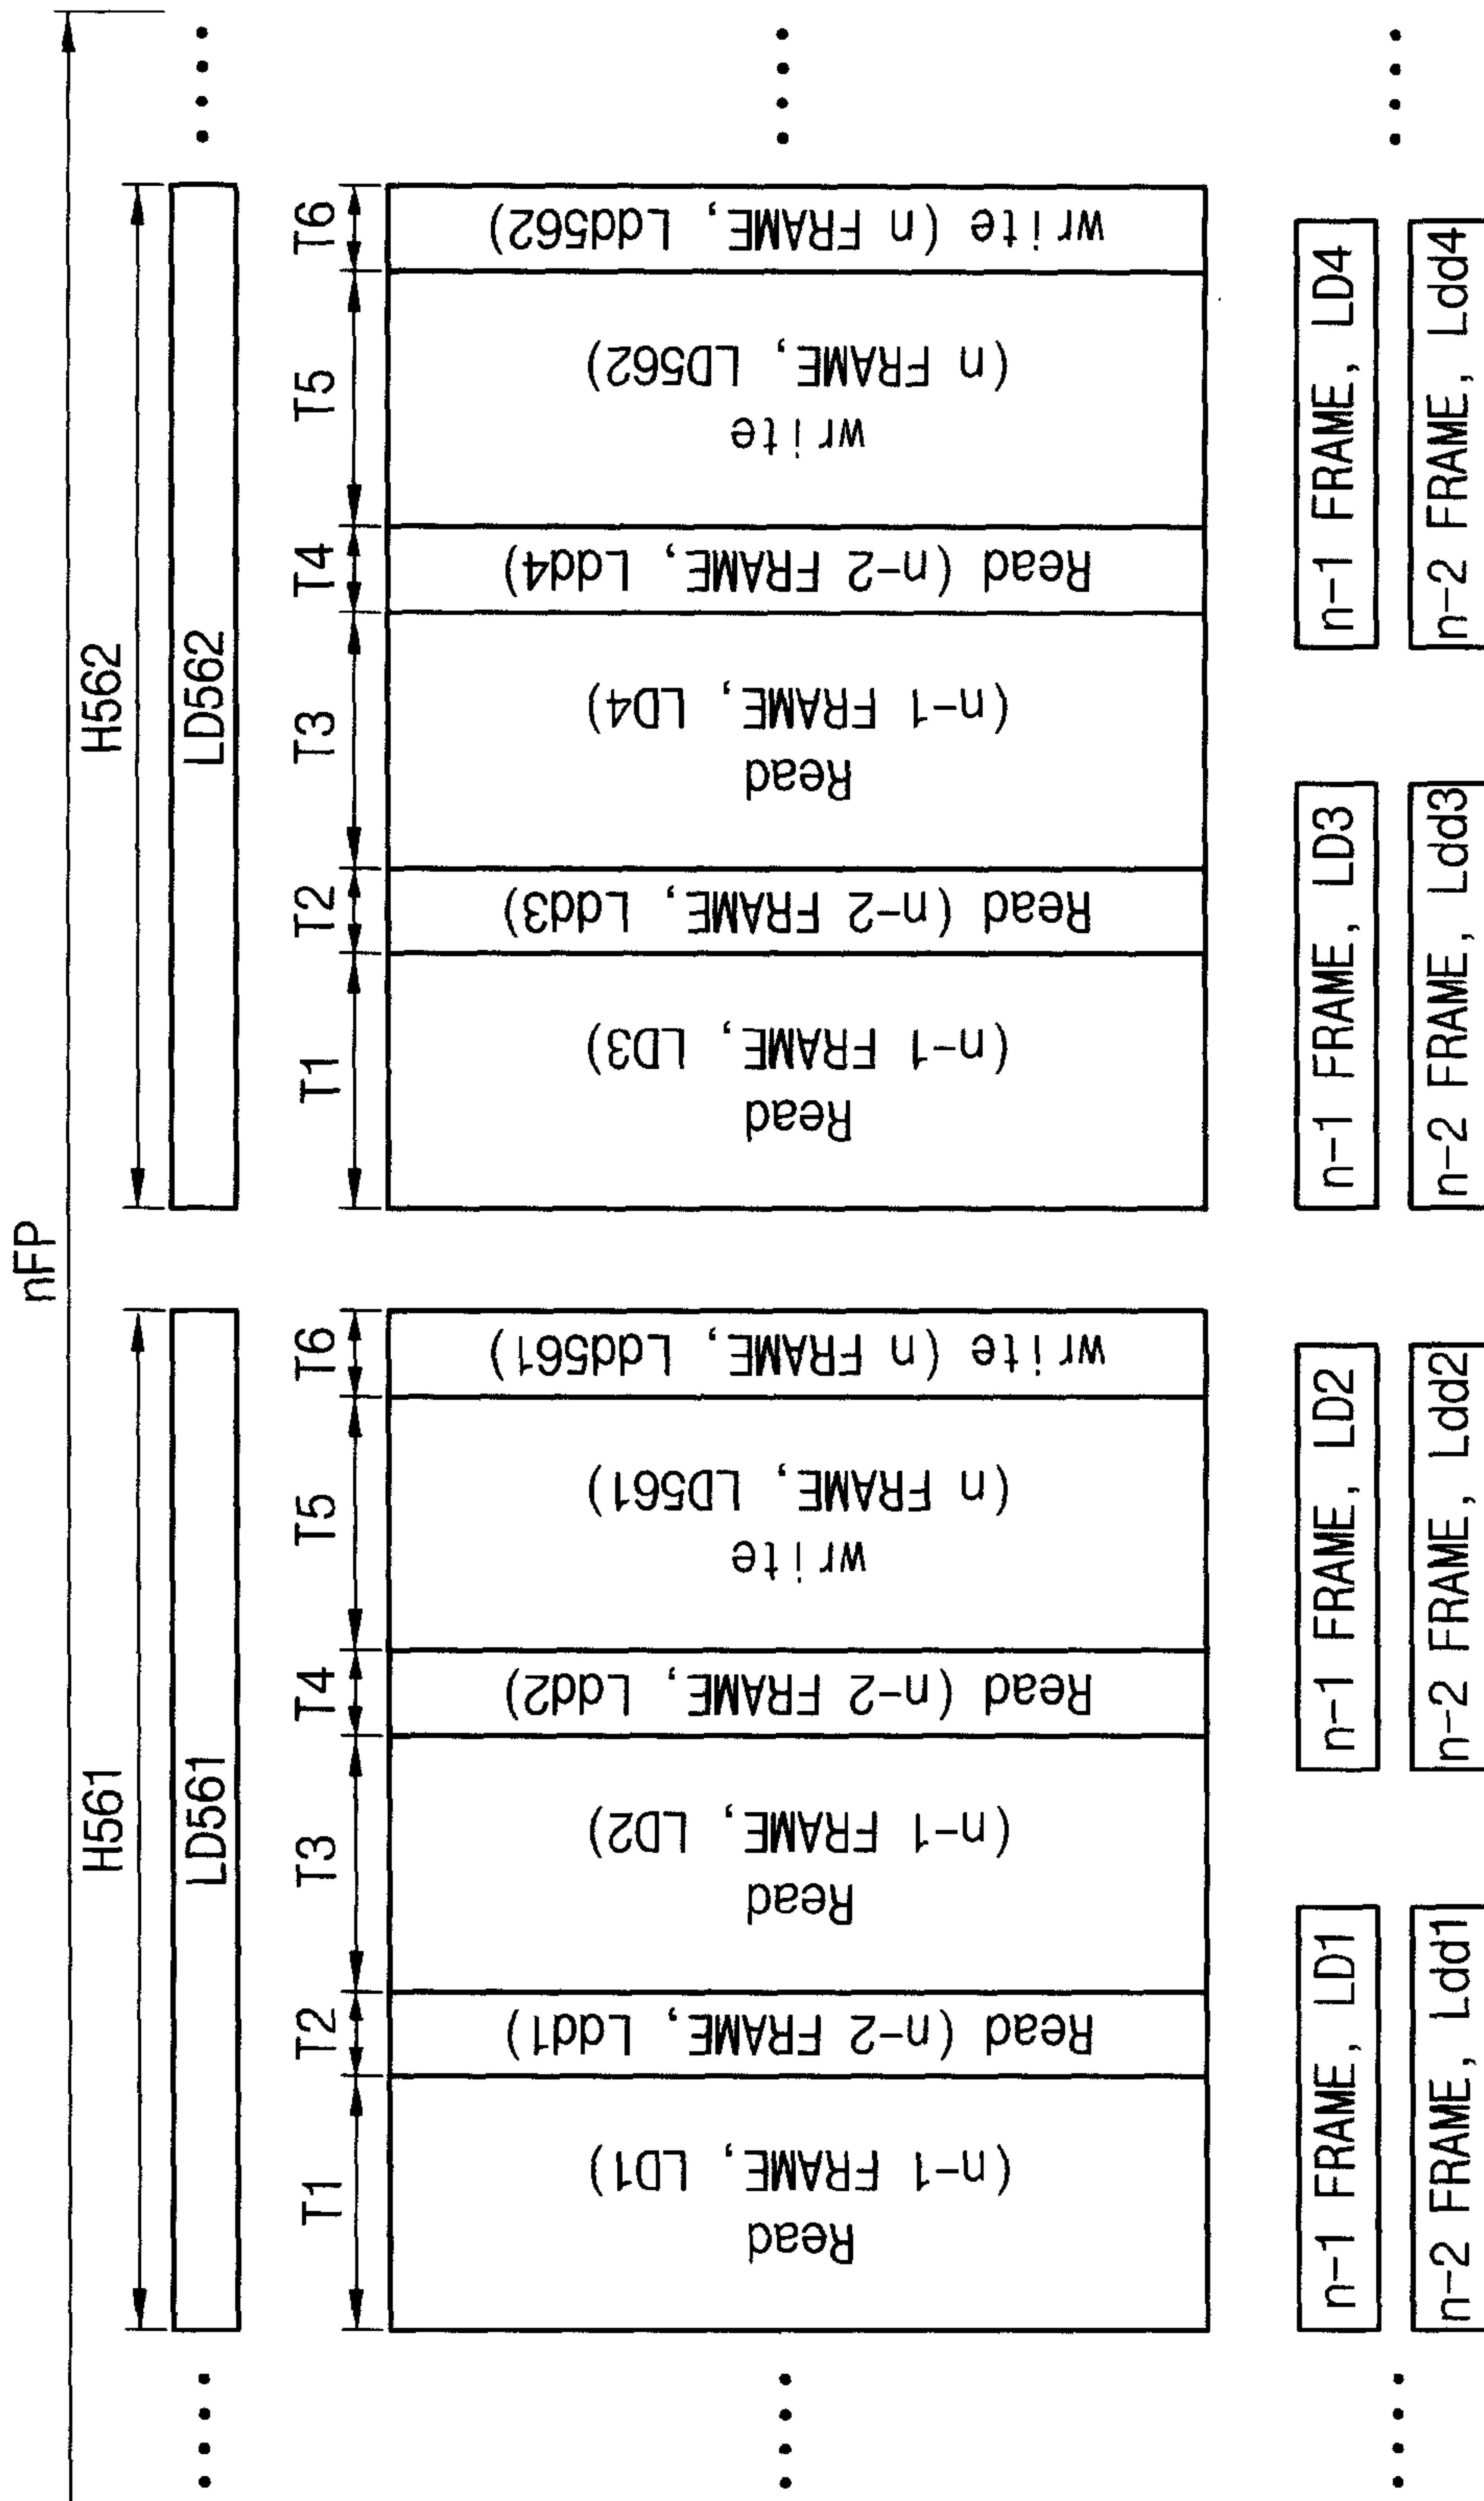 nFP
H561
H562
LD561
LD562
T1
T2
T3
T4
T5
T6
T1
T2
T3
T4
T5
T6
Read
(n-1 FRAME, LD1)
Read (n-2 FRAME, Ldd1)
Read
(n-1 FRAME, LD2)
Read (n-2 FRAME, Ldd2)
write
(n FRAME, LD561)
write (n FRAME, Ldd561)
Read
(n-1 FRAME, LD3)
Read (n-2 FRAME, Ldd3)
Read
(n-1 FRAME, LD4)
Read (n-2 FRAME, Ldd4)
write
(n FRAME, LD562)
write (n FRAME, Ldd562)
n-1 FRAME, LD1
n-1 FRAME, LD2
n-1 FRAME, LD3
n-1 FRAME, LD4
n-2 FRAME, Ldd1
n-2 FRAME, Ldd2
n-2 FRAME, Ldd3
n-2 FRAME, Ldd4